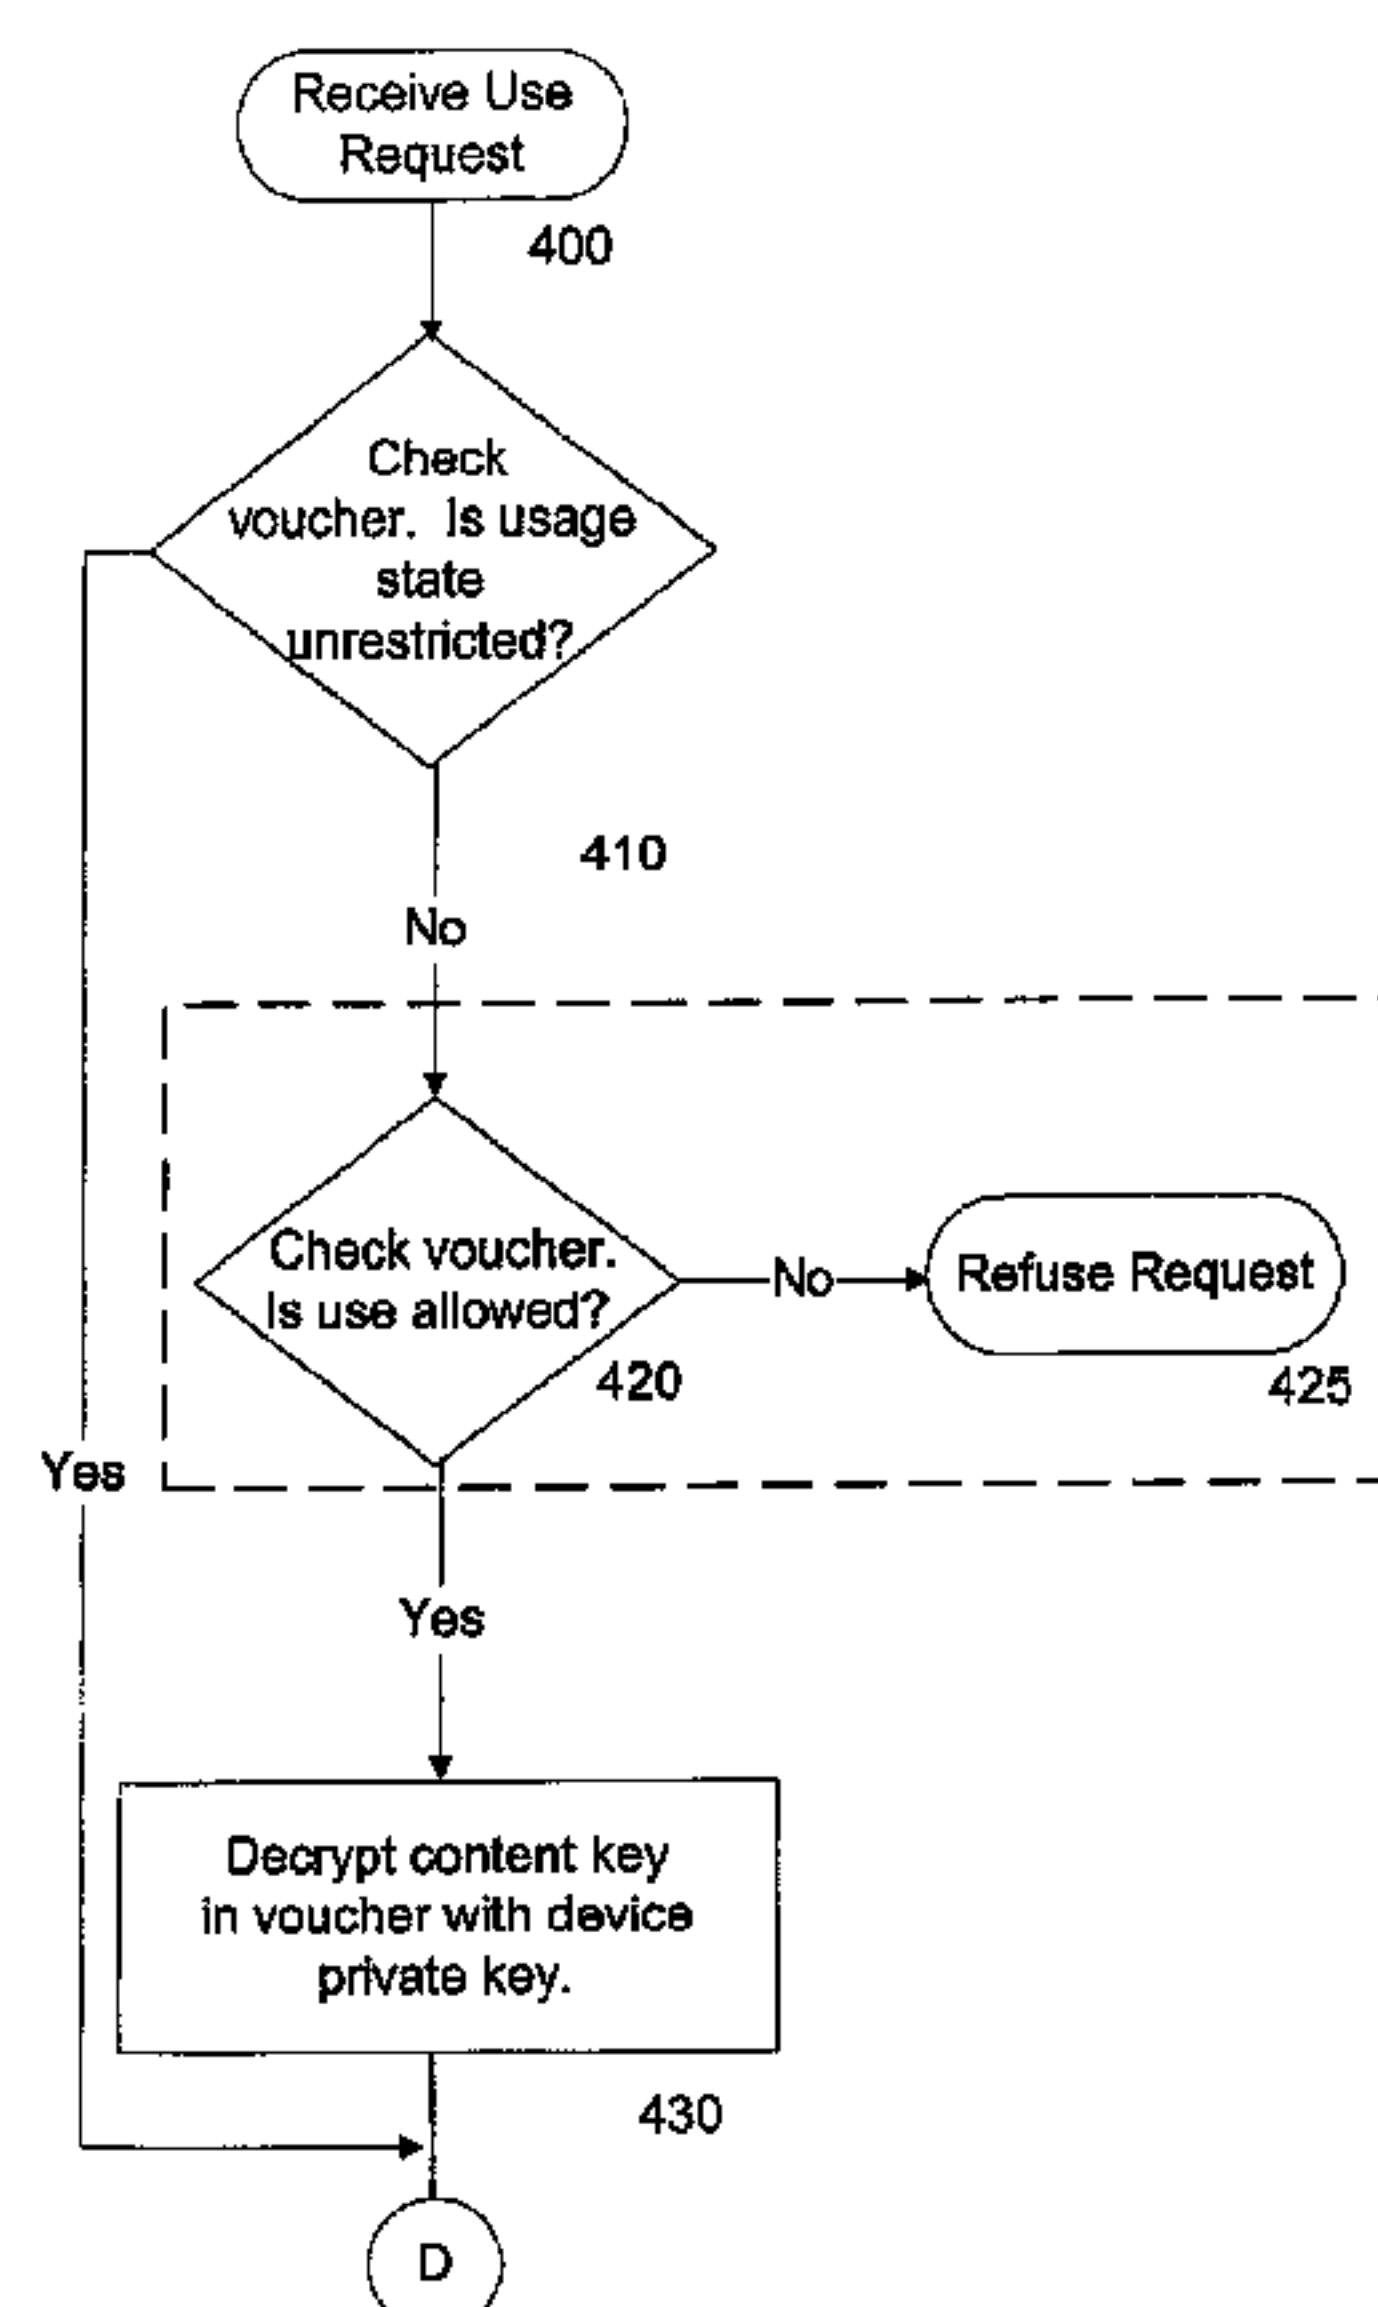 Receive Use
Request
400
Check
voucher. Is usage
state
unrestricted?
410
No
Check voucher.
Is use allowed?
420
No
Refuse Request
425
Yes
Yes
Decrypt content key
in voucher with device
private key.
430
D